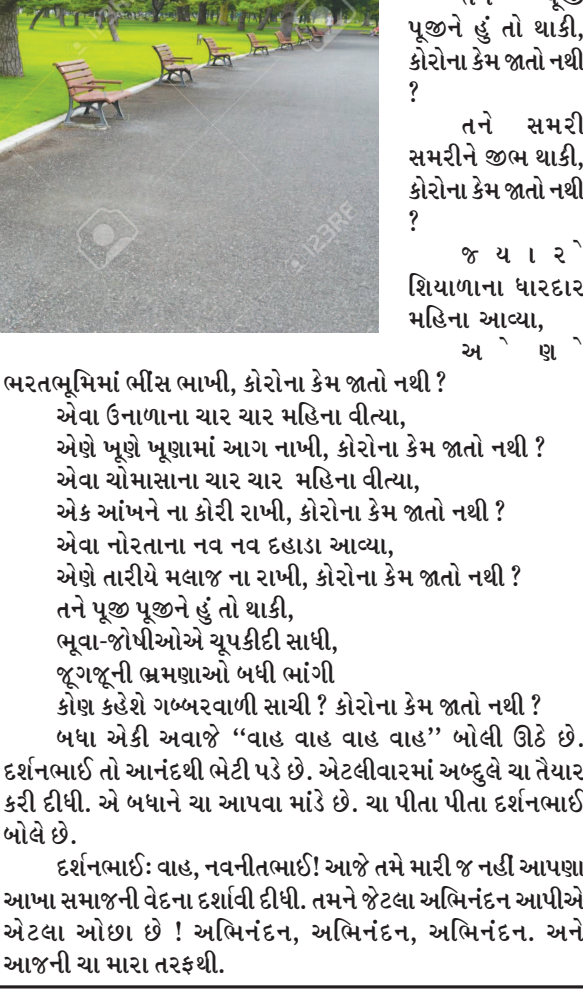 પૂજીને હું તો થાકી,
કોરોના કેમ જાતો નથી
?
તને સમરી
સમરીને જીભ થાકી,
કોરોના કેમ જાતો નથી
?
જયારે
શિયાળાના ધારદાર
મહિના આવ્યા,
એણે
ભરતભૂમિમાં ભીંસ ભાખી, કોરોના કેમ જાતો નથી ?
એવા ઉનાળાના ચાર ચાર મહિના વીત્યા,
એણે ખૂણે ખૂણામાં આગ નાખી, કોરોના કેમ જાતો નથી ?
એવા ચોમાસાના ચાર ચાર મહિના વીત્યા,
એક આંખને ના કોરી રાખી, કોરોના કેમ જાતો નથી ?
એવા નોરતાના નવ નવ દહાડા આવ્યા,
એણે તારીયે મલાજ ના રાખી, કોરોના કેમ જાતો નથી ?
તને પૂજી પૂજીને હું તો થાકી,
ભૂવા-જોષીઓએ ચૂપકીદી સાધી,
જૂગજૂની ભ્રમણાઓ બધી ભાંગી
કોણ કહેશે ગબ્બરવાળી સાચી ? કોરોના કેમ જાતો નથી ?
બધા એકી અવાજે ‘‘વાહ વાહ વાહ વાહ’’ બોલી ઊઠે છે.
દર્શનભાઈ તો આનંદથી ભેટી પડે છે. એટલીવારમાં અબ્દુલે ચા તૈયાર
કરી દીધી. એ બધાને ચા આપવા માંડે છે. ચા પીતા પીતા દર્શનભાઈ
બોલે છે.
દર્શનભાઈઃ વાહ, નવનીતભાઈ! આજે તમે મારી જ નહીં આપણા
આખા સમાજની વેદના દર્શાવી દીધી. તમને જેટલા અભિનંદન આપીએ
એટલા ઓછા છે ! અભિનંદન, અભિનંદન, અભિનંદન. અને
આજની ચા મારા તરફથી.
123RF
123RF